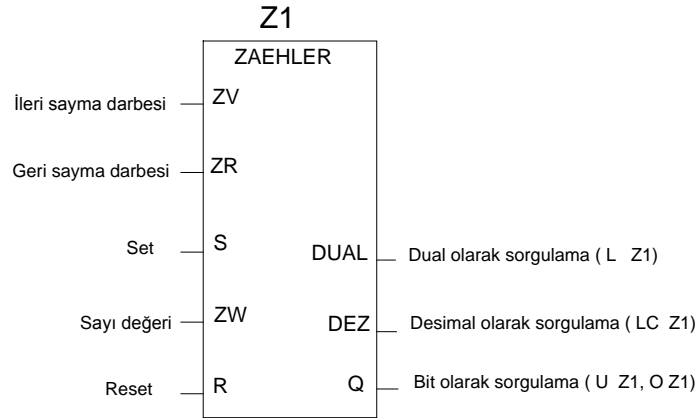 Z1
ZAEHLER
İleri sayma darbesi ZV
Geri sayma darbesi ZR
Set S
DUAL Dual olarak sorgulama ( L Z1)
Sayı değeri ZW
DEZ Desimal olarak sorgulama ( LC Z1)
Reset R
Q Bit olarak sorgulama ( U Z1, O Z1)